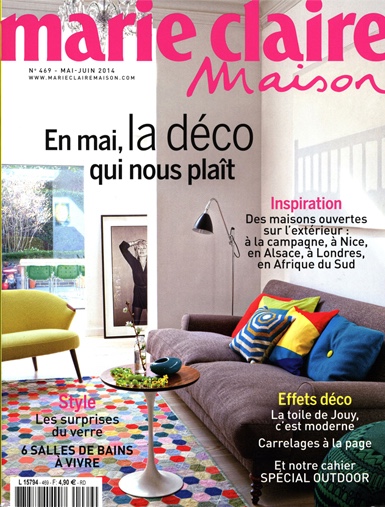 marie claire
Maison
N° 469 - MAI-JUIN 2014
WWW.MARIECLAIREMAISON.COM
En mai, la déco
qui nous plaît
Inspiration
Des maisons ouvertes
sur l'extérieur :
à la campagne, à Nice,
en Alsace, à Londres,
en Afrique du Sud
Style
Les surprises
du verre
6 SALLES DE BAINS
À VIVRE
Effets déco
La toile de Jouy,
c'est moderne
Carrelages à la page
Et notre cahier
SPÉCIAL OUTDOOR
L 15794 - 469 - F: 4,90 € - RD